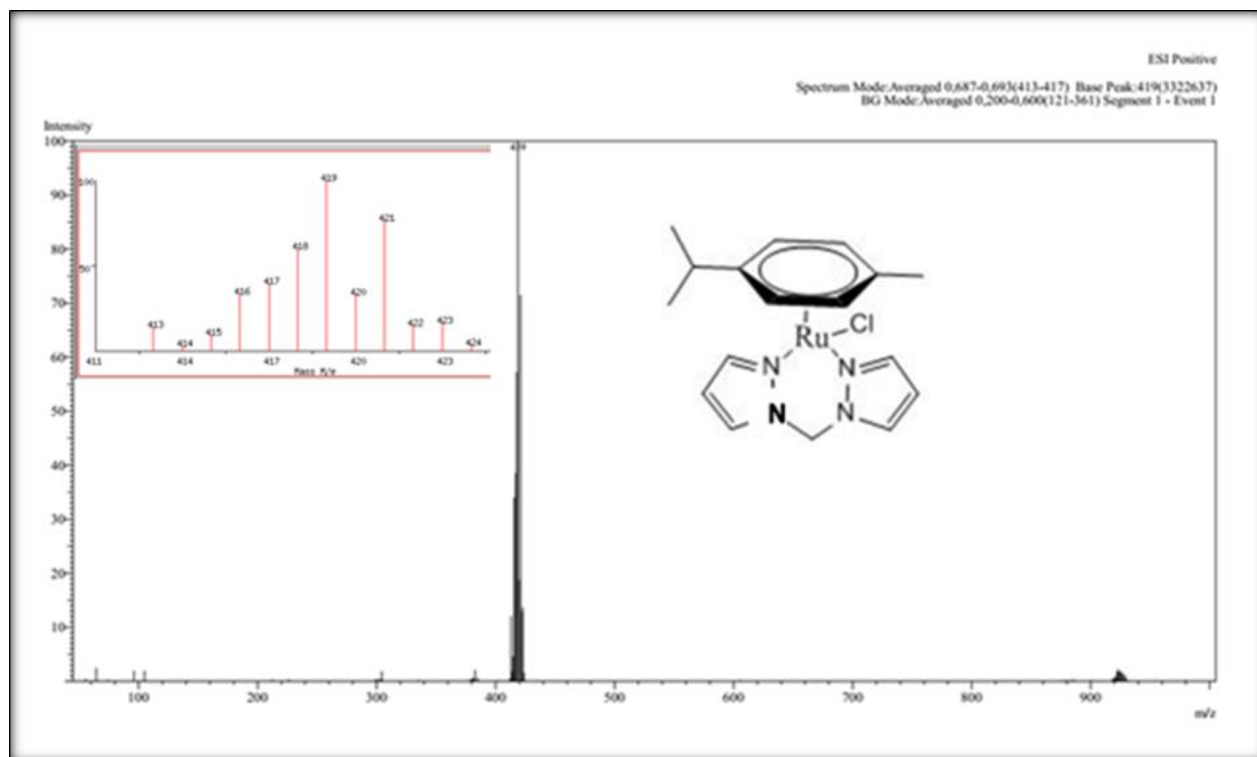 ESI Positive
Spectrum Mode:Averaged 0,687-0,693(413-417) Base Peak:419(3322637)
BG Mode:Averaged 0,200-0,600(121-361) Segment 1 - Event 1
Intensity
100
419
90
80
70
60
50
40
30
20
10
100
50
413
414
415
416
417
418
419
420
421
422
423
424
411 414 417 420 423
Mass M/e
Ru
Cl
N N
N N
100 200 300 400 500 600 700 800 900
m/z